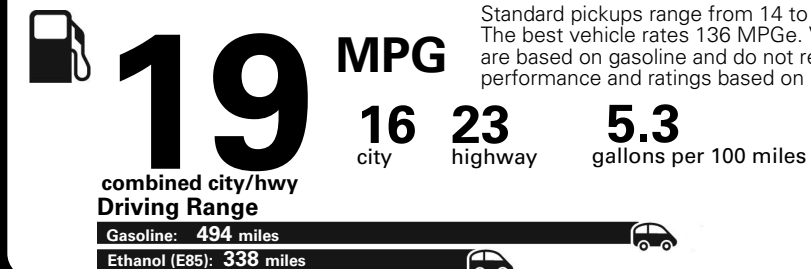 Standard pickups range from 14 to
The best vehicle rates 136 MPGe. V
are based on gasoline and do not re
performance and ratings based on
19 MPG
16 city 23 highway 5.3 gallons per 100 miles
combined city/hwy
Driving Range
Gasoline: 494 miles
Ethanol (E85): 338 miles